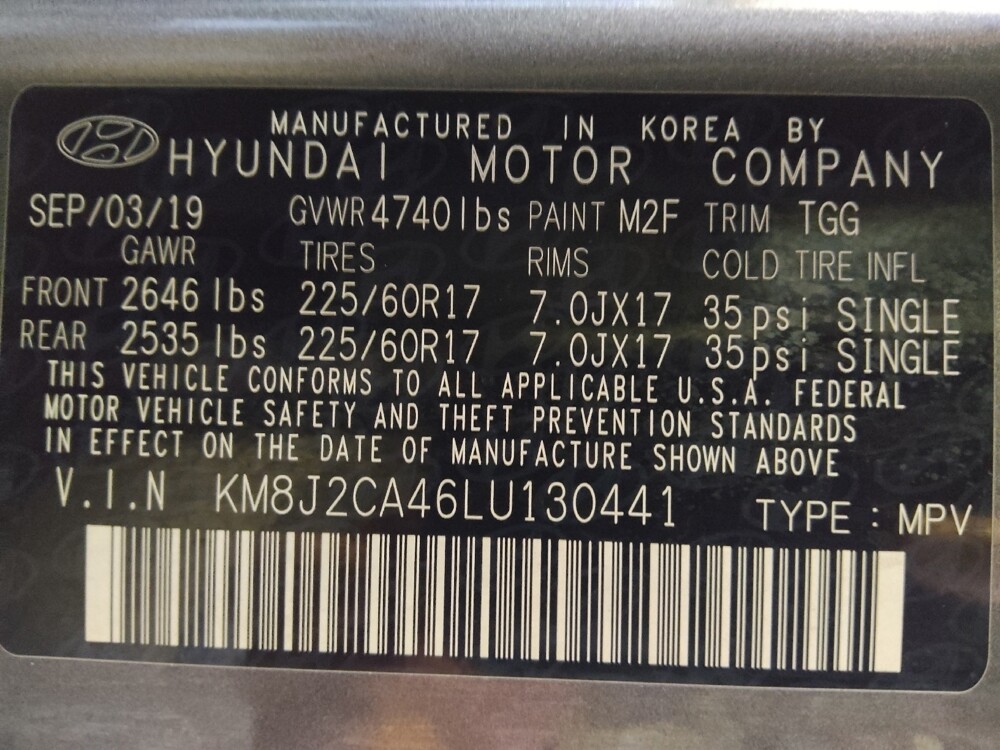 MANUFACTURED IN KOREA BY
HYUNDAI MOTOR COMPANY
SEP/03/19 GVWR 4740 lbs PAINT M2F TRIM TGG
GAWR TIRES RIMS COLD TIRE INFL
FRONT 2646 lbs 225/60R17 7.0JX17 35psi SINGLE
REAR 2535 lbs 225/60R17 7.0JX17 35psi SINGLE
THIS VEHICLE CONFORMS TO ALL APPLICABLE U.S.A. FEDERAL
MOTOR VEHICLE SAFETY AND THEFT PREVENTION STANDARDS
IN EFFECT ON THE DATE OF MANUFACTURE SHOWN ABOVE
V.I.N KM8J2CA46LU130441 TYPE : MPV